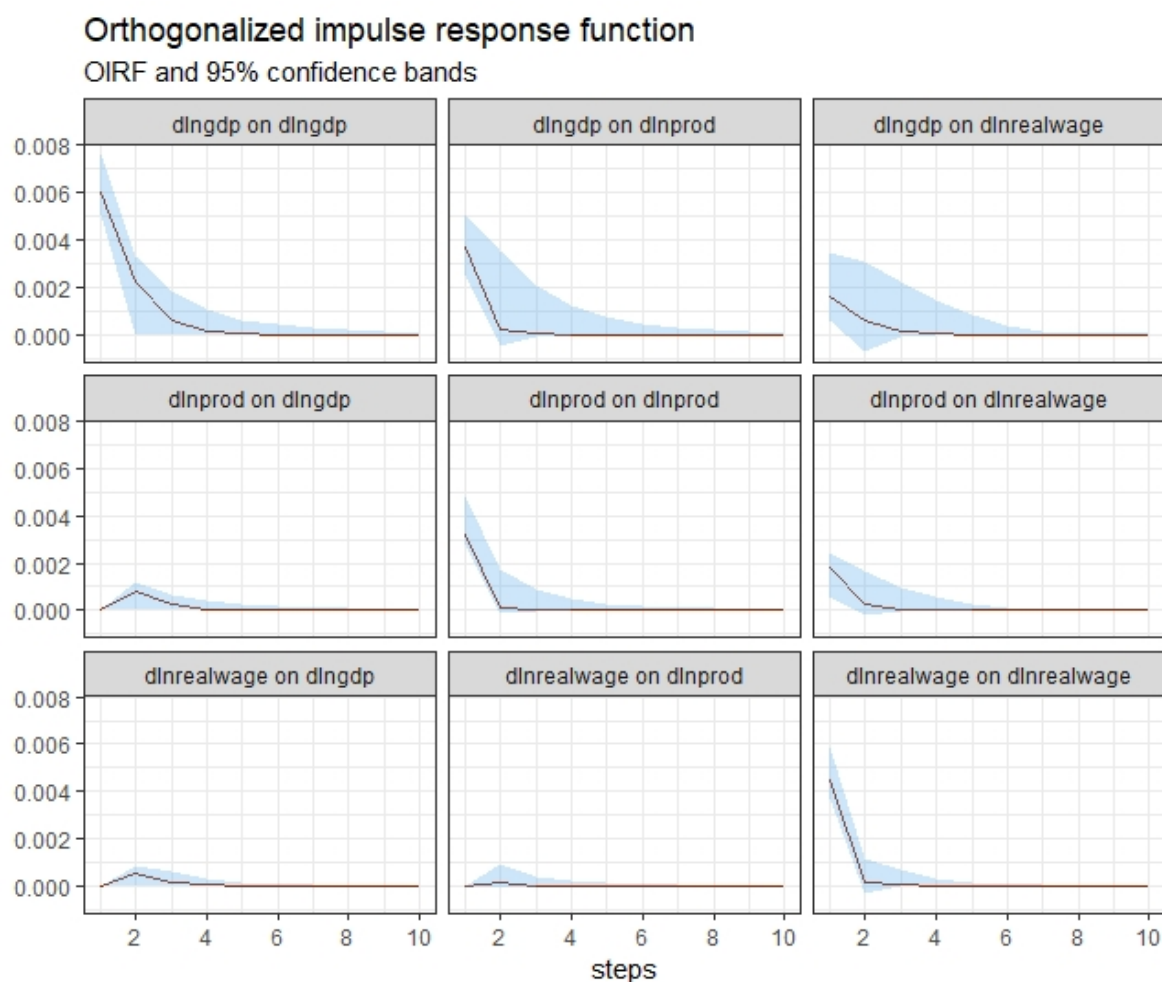 Orthogonalized impulse response function
OIRF and 95% confidence bands
dlngdp on dlngdp
dlngdp on dlnprod
dlngdp on dlnrealwage
0.008
0.006
0.004
0.002
0.000
dlnprod on dlngdp
dlnprod on dlnprod
dlnprod on dlnrealwage
0.008
0.006
0.004
0.002
0.000
dlnrealwage on dlngdp
dlnrealwage on dlnprod
dlnrealwage on dlnrealwage
0.008
0.006
0.004
0.002
0.000
2 4 6 8 10
2 4 6 8 10
2 4 6 8 10
steps